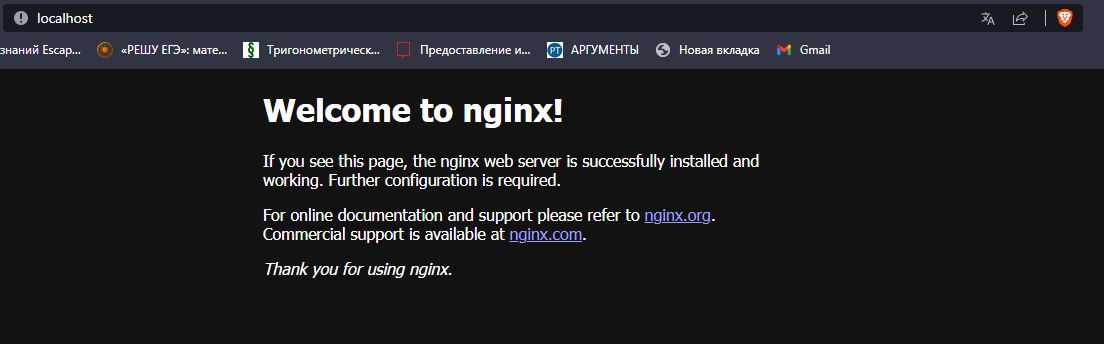 localhost
знаний Escap...
«РЕШУ ЕГЭ»: мате...
§
Тригонометрическ...
Предоставление и...
РТ
АРГУМЕНТЫ
Новая вкладка
Gmail
Welcome to nginx!
If you see this page, the nginx web server is successfully installed and
working. Further configuration is required.
For online documentation and support please refer to nginx.org.
Commercial support is available at nginx.com.
Thank you for using nginx.